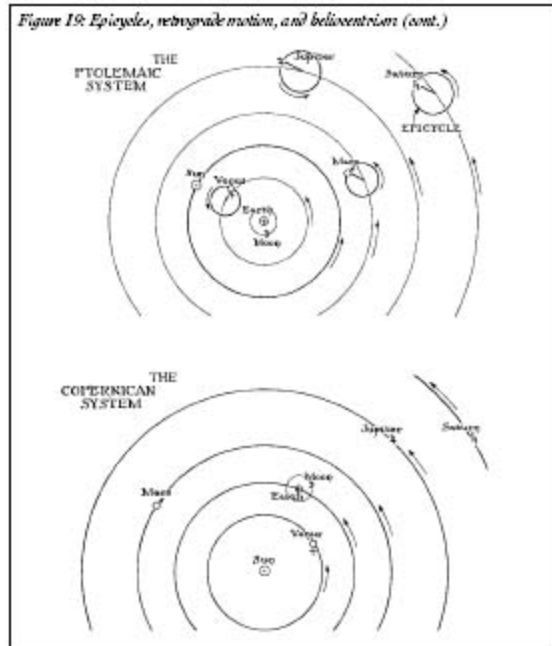 Figure 19: Epicycles, retrograde motion, and heliocentrism (cont.)
THE
PTOLEMAIC
SYSTEM
Jupiter
Saturn
EPICYCLE
Mars
Sun
Venus
Earth
Moon
THE
COPERNICAN
SYSTEM
Jupiter
Saturn
Mars
Moon
Earth
Venus
Sun